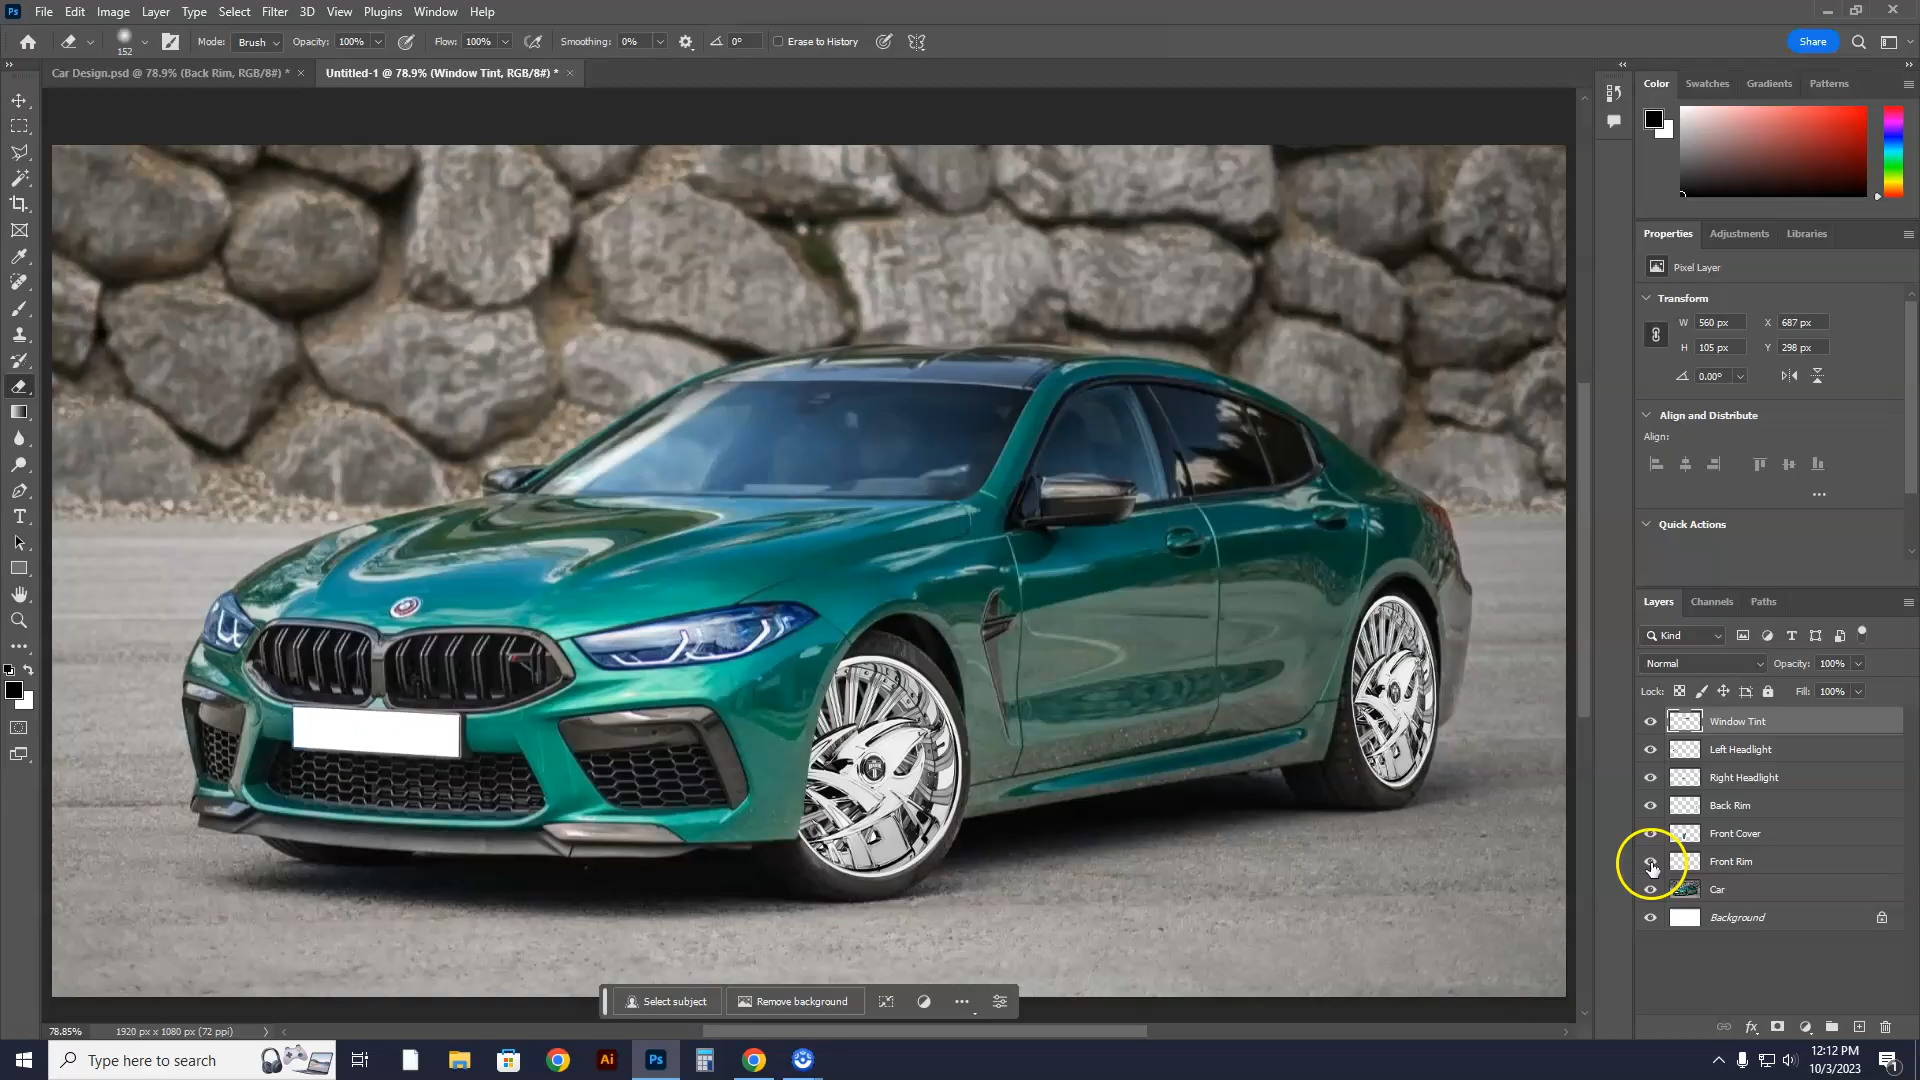 Ps File Edit Image Layer Type Select Filter 3D View Plugins Window Help
152 Mode: Brush Opacity: 100% Flow: 100% Smoothing: 0% 0° Erase to History Share
Car Design.psd @ 78.9% (Back Rim, RGB/8#) * × Untitled-1 @ 78.9% (Window Tint, RGB/8#) * ×
Color Swatches Gradients Patterns
Properties Adjustments Libraries
Pixel Layer
Transform
W 560 px X 687 px
H 105 px Y 298 px
0.00°
Align and Distribute
Align:
Quick Actions
Layers Channels Paths
Kind
Normal Opacity: 100%
Lock: Fill: 100%
Window Tint
Left Headlight
Right Headlight
Back Rim
Front Cover
Front Rim
Car
Background
Select subject Remove background
78.85% 1920 px x 1080 px (72 ppi)
Type here to search Ai Ps 12:12 PM
10/3/2023 1